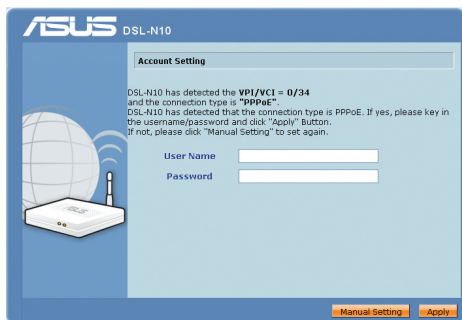 ASUS DSL-N10
Account Setting
DSL-N10 has detected the VPI/VCI = 0/34
and the connection type is "PPPoE".
DSL-N10 has detected that the connection type is PPPoE. If yes, please key in
the username/password and click "Apply" Button.
If not, please click "Manual Setting" to set again.
User Name
Password
Manual Setting Apply